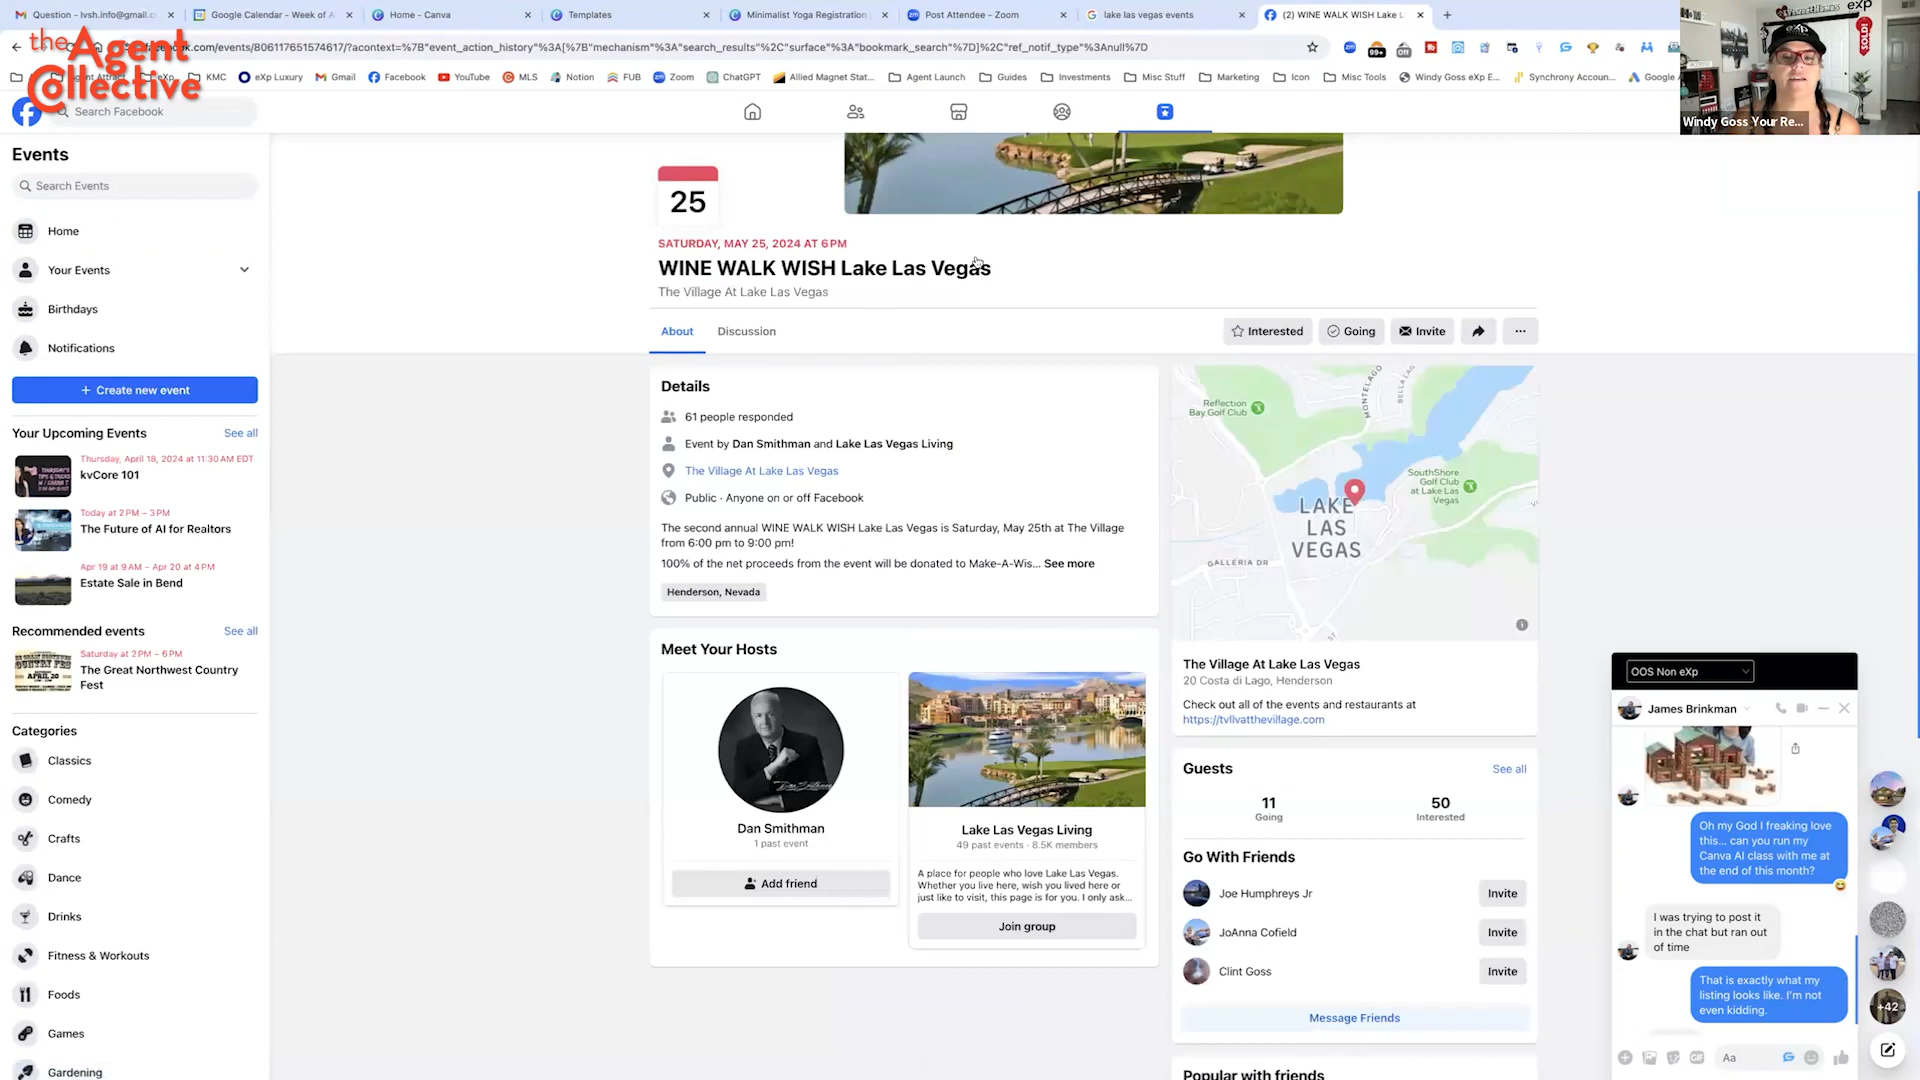 Question - lvsh.info@gmail.c
Google Calendar - Week of A
Home - Canva
Templates
Minimalist Yoga Registration
Post Attendee - Zoom
lake las vegas events
(2) WINE WALK WISH Lake L
facebook.com/events/806117651574617/?acontext=%7B"event_action_history"%3A[%7B"mechanism"%3A"search_results"%2C"surface"%3A"bookmark_search"%7D]%2C"ref_notif_type"%3Anull%7D
99+
Off
the Agent Collective
Agent Attract
eXp
KMC
eXp Luxury
Gmail
Facebook
YouTube
MLS
Notion
FUB
Zoom
ChatGPT
Allied Magnet Stat...
Agent Launch
Guides
Investments
Misc Stuff
Marketing
Icon
Misc Tools
Windy Goss eXp E...
Synchrony Accoun...
Google A
Search Facebook
eXp
SOLD!
Windy Goss Your Re...
Events
Search Events
Home
Your Events
Birthdays
Notifications
+ Create new event
Your Upcoming Events
See all
Thursday, April 18, 2024 at 11:30 AM EDT
kvCore 101
Today at 2 PM – 3 PM
The Future of AI for Realtors
Apr 19 at 9 AM – Apr 20 at 4 PM
Estate Sale in Bend
Recommended events
See all
Saturday at 2 PM – 6 PM
The Great Northwest Country
Fest
Categories
Classics
Comedy
Crafts
Dance
Drinks
Fitness & Workouts
Foods
Games
Gardening
25
SATURDAY, MAY 25, 2024 AT 6 PM
WINE WALK WISH Lake Las Vegas
The Village At Lake Las Vegas
About
Discussion
Interested
Going
Invite
...
Details
61 people responded
Event by Dan Smithman and Lake Las Vegas Living
The Village At Lake Las Vegas
Public · Anyone on or off Facebook
The second annual WINE WALK WISH Lake Las Vegas is Saturday, May 25th at The Village
from 6:00 pm to 9:00 pm!
100% of the net proceeds from the event will be donated to Make-A-Wis... See more
Henderson, Nevada
Meet Your Hosts
Dan Smithman
1 past event
Add friend
Lake Las Vegas Living
49 past events · 8.5K members
A place for people who love Lake Las Vegas.
Whether you live here, wish you lived here or
just like to visit, this page is for you. I only ask...
Join group
MONTELAGO
BELLA LAG
Reflection
Bay Golf Club
SouthShore
Golf Club
at Lake Las
Vegas
LAKE
LAS
VEGAS
GALLERIA DR
ST
The Village At Lake Las Vegas
20 Costa di Lago, Henderson
Check out all of the events and restaurants at
https://tvllvatthevillage.com
Guests
See all
11
Going
50
Interested
Go With Friends
Joe Humphreys Jr
Invite
JoAnna Cofield
Invite
Clint Goss
Invite
Message Friends
Popular with friends
OOS Non eXp
James Brinkman
Oh my God I freaking love
this... can you run my
Canva AI class with me at
the end of this month?
I was trying to post it
in the chat but ran out
of time
That is exactly what my
listing looks like. I'm not
even kidding.
GIF
Aa
+42